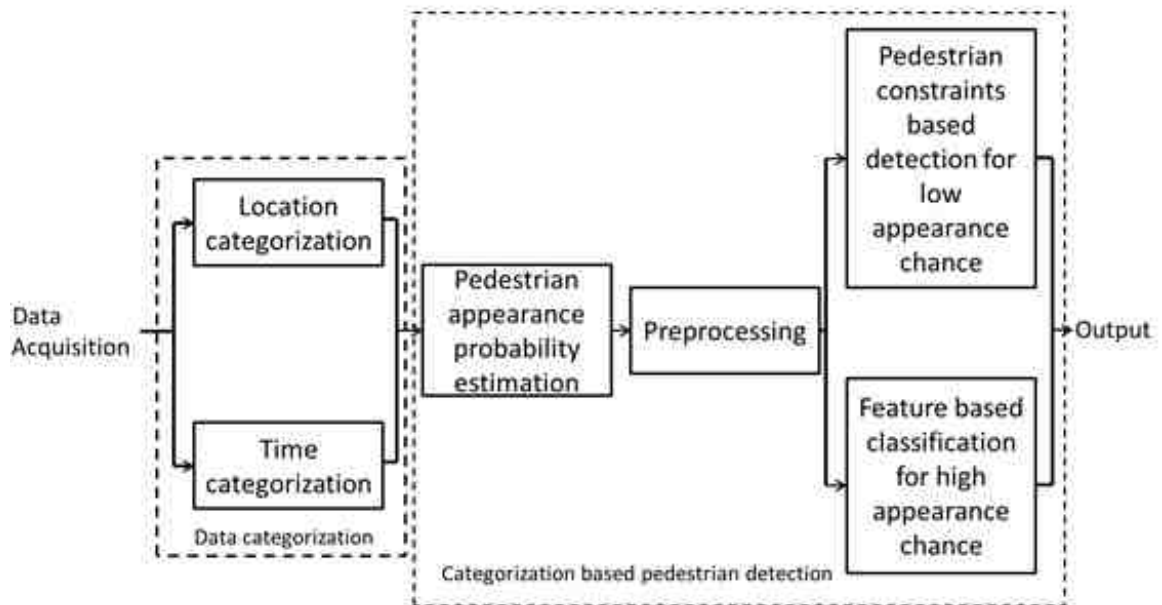 Data
Acquisition
Location
categorization
Time
categorization
Data categorization
Pedestrian
appearance
probability
estimation
Preprocessing
Pedestrian
constraints
based
detection for
low
appearance
chance
Feature based
classification
for high
appearance
chance
Categorization based pedestrian detection
Output